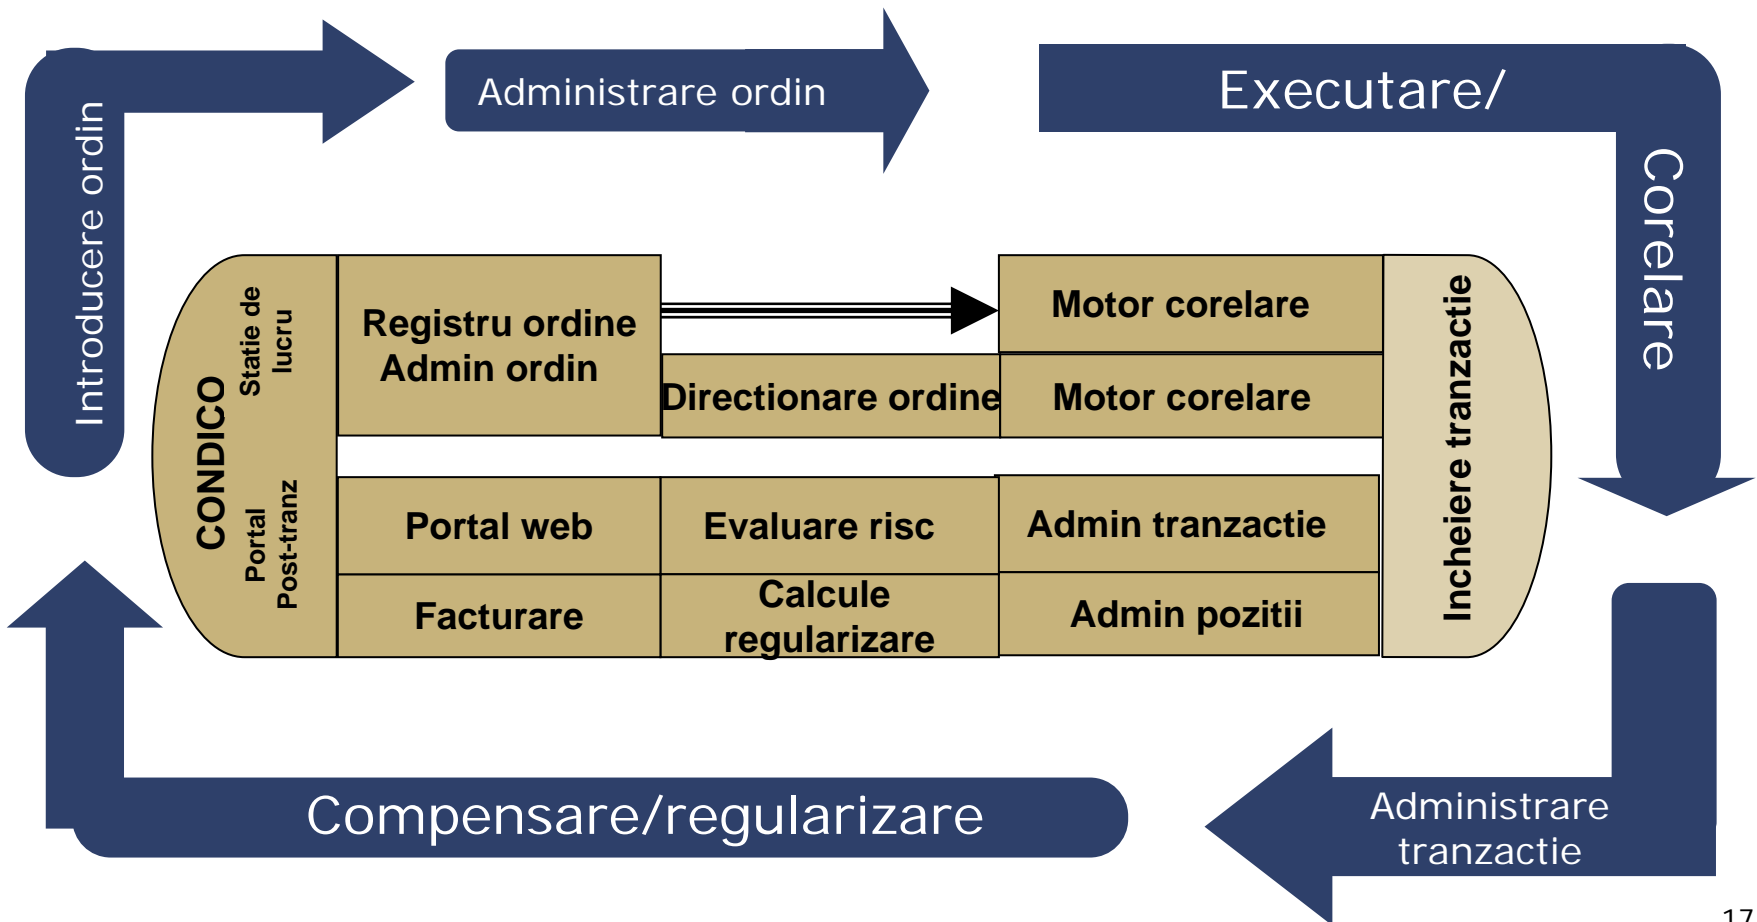 Introducere ordin
Administrare ordin
Executare/
Corelare
CONDICO
Statie de
lucru
Portal
Post-tranz
Registru ordine
Admin ordin
Directionare ordine
Motor corelare
Motor corelare
Incheiere tranzactie
Portal web
Evaluare risc
Admin tranzactie
Facturare
Calcule
regularizare
Admin pozitii
Compensare/regularizare
Administrare
tranzactie
17